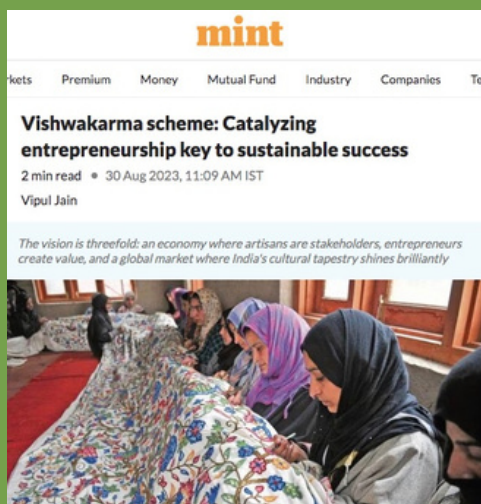 mint
Premium Money Mutual Fund Industry Companies
Vishwakarma scheme: Catalyzing
entrepreneurship key to sustainable success
2 min read • 30 Aug 2023, 11:09 AM IST
Vipul Jain
The vision is threefold: an economy where artisans are stakeholders, entrepreneurs
create value, and a global market where India's cultural tapestry shines brilliantly